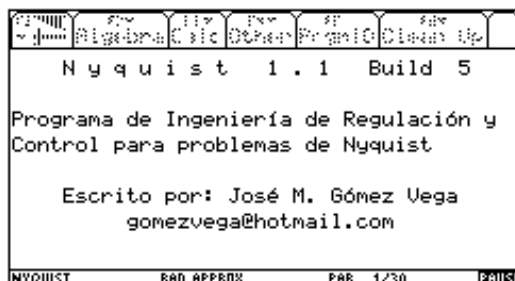 Algebra Calc Other PrgmIO Clean Up
N y q u i s t 1 . 1 Build 5
Programa de Ingeniería de Regulación y
Control para problemas de Nyquist
Escrito por: José M. Gómez Vega
gomezvega@hotmail.com
NYQUIST RAD APPROX PAR 1/30 PAUSE